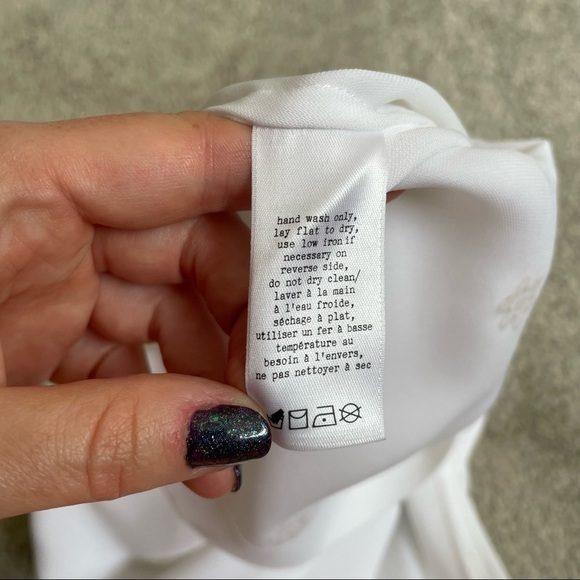 hand wash only,
lay flat to dry,
use low iron if
necessary on
reverse side,
do not dry clean/
laver à la main
à l'eau froide,
séchage à plat,
utiliser un fer à basse
température au
besoin à l'envers,
ne pas nettoyer à sec